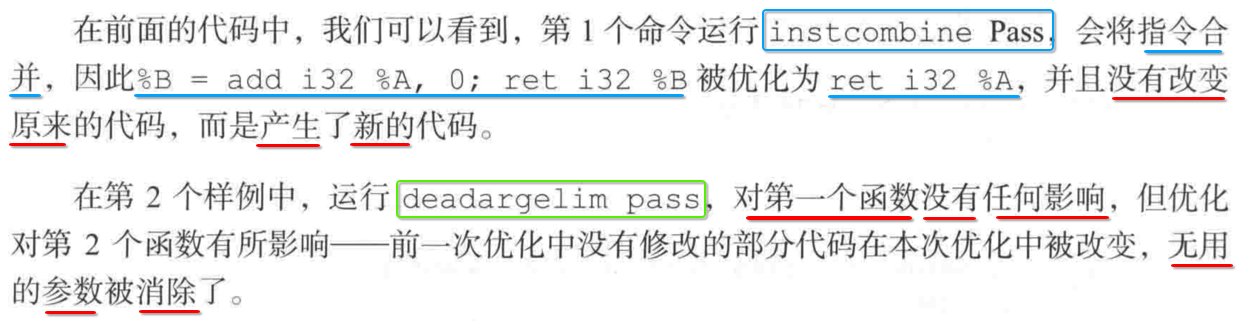 在前面的代码中，我们可以看到，第 1 个命令运行 instcombine Pass，会将指令合
并，因此%B = add i32 %A, 0; ret i32 %B 被优化为 ret i32 %A，并且没有改变
原来的代码，而是产生了新的代码。
在第 2 个样例中，运行 deadargelim pass，对第一个函数没有任何影响，但优化
对第 2 个函数有所影响——前一次优化中没有修改的部分代码在本次优化中被改变，无用
的参数被消除了。